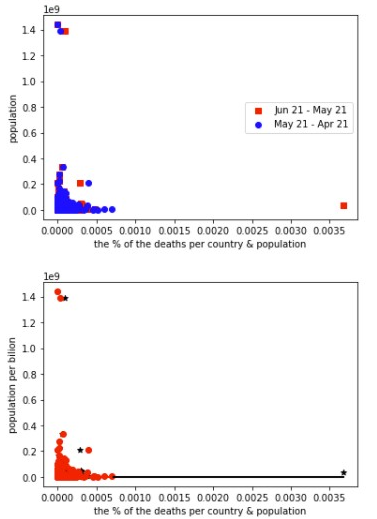 1e9
1.4
1.2
1.0
0.8
0.6
0.4
0.2
0.0
population
Jun 21 - May 21
May 21 - Apr 21
0.0000 0.0005 0.0010 0.0015 0.0020 0.0025 0.0030 0.0035
the % of the deaths per country & population
1e9
1.4
1.2
1.0
0.8
0.6
0.4
0.2
0.0
population per bilion
0.0000 0.0005 0.0010 0.0015 0.0020 0.0025 0.0030 0.0035
the % of the deaths per country & population